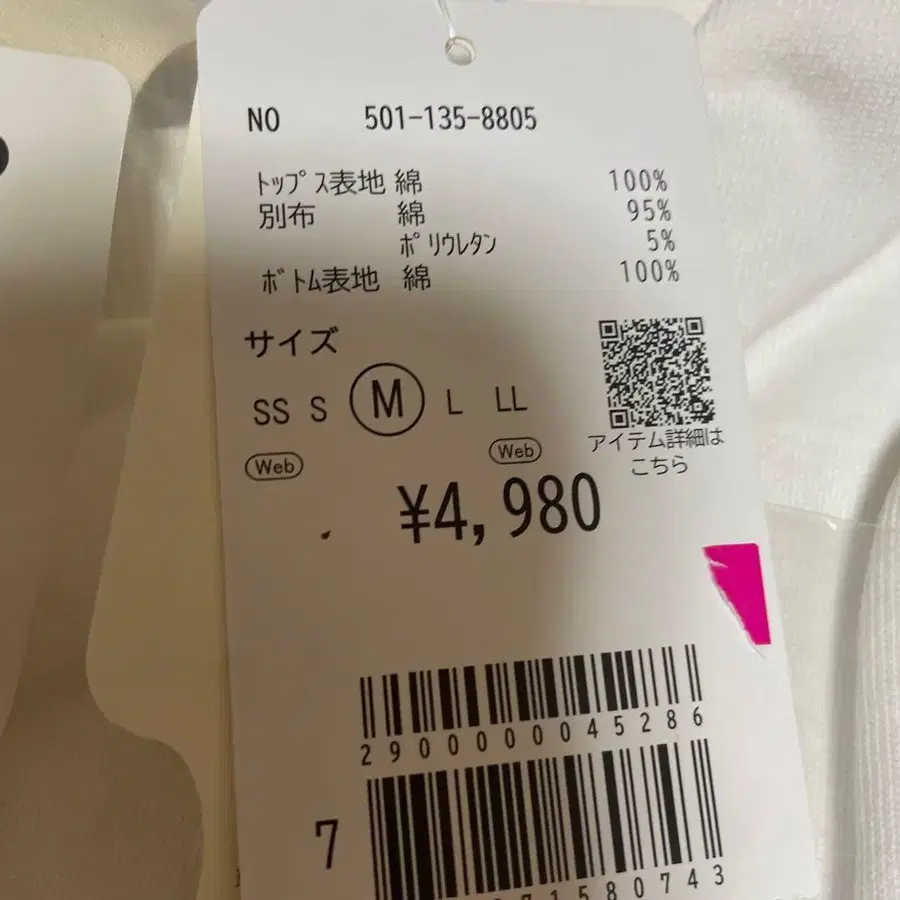 NO 501-135-8805
トップス表地 綿 100%
別布 綿 95%
ポリウレタン 5%
ボトム表地 綿 100%
サイズ
SS S M L LL
Web Web
アイテム詳細は
こちら
¥4,980
2900000045286
7
71580743